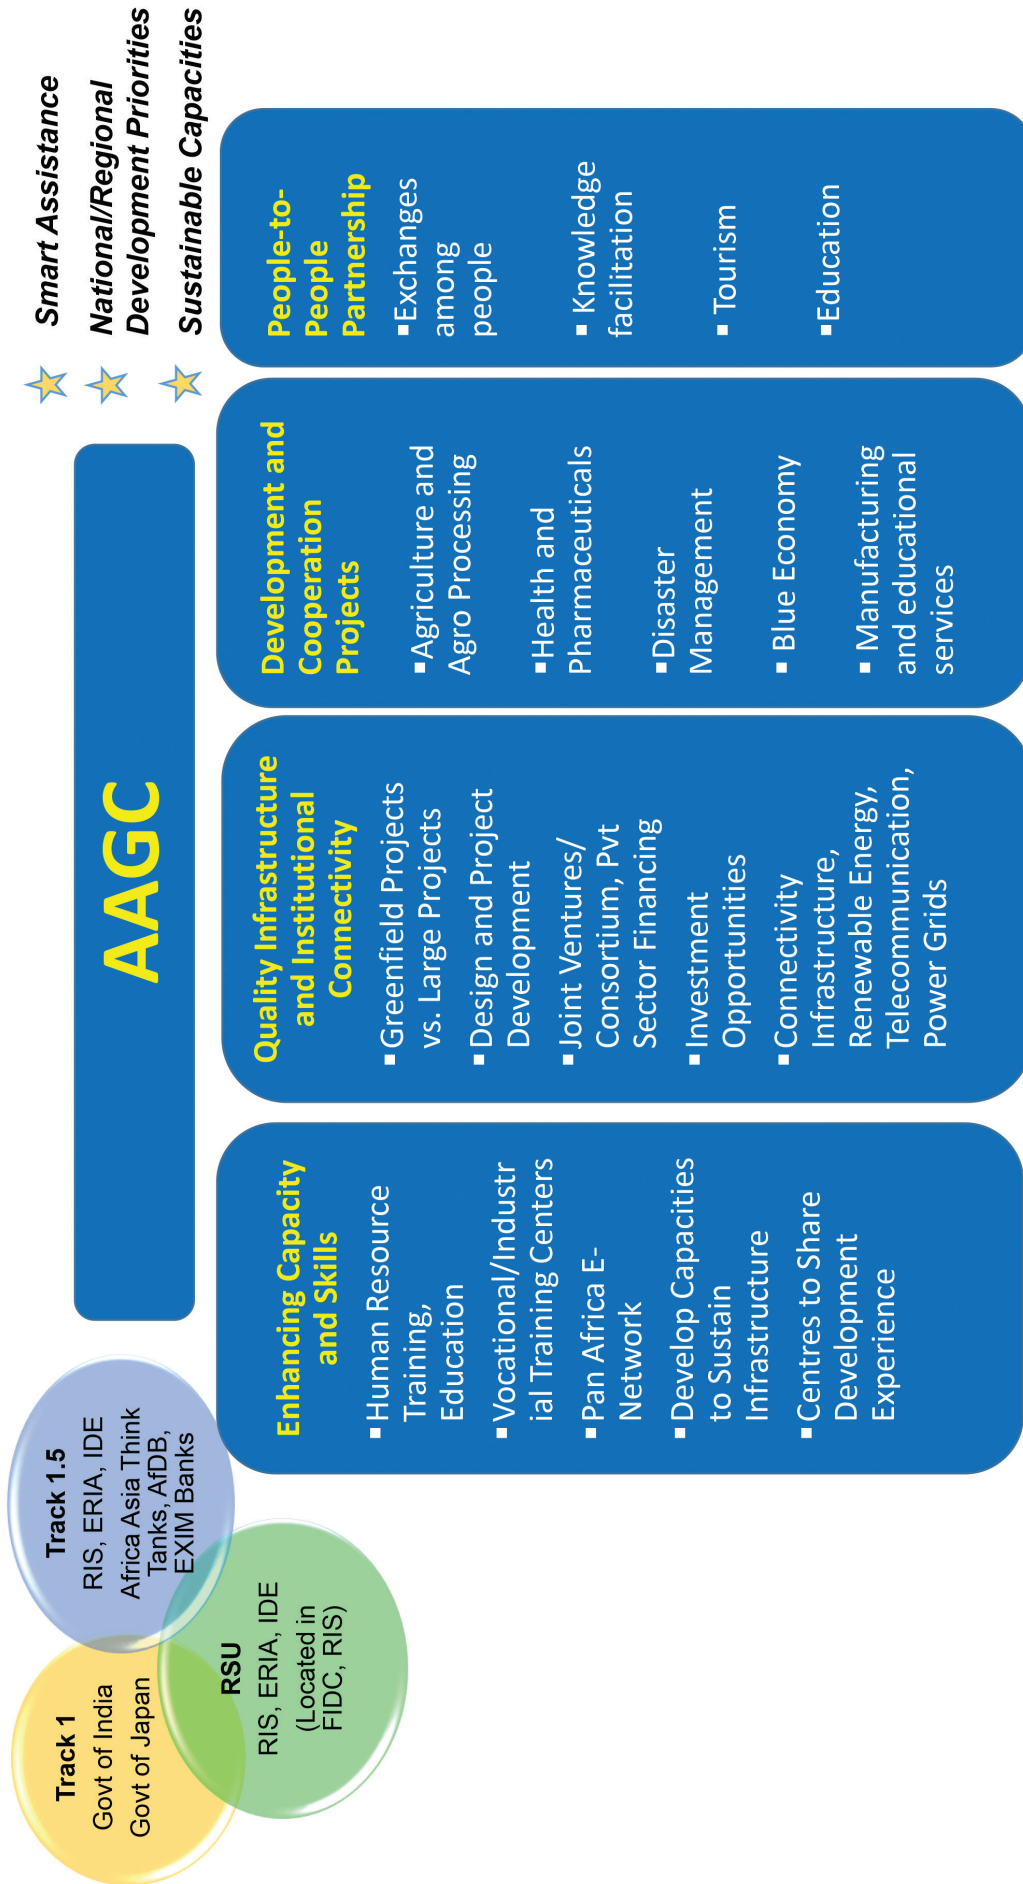 Track 1
Govt of India
Govt of Japan
Track 1.5
RIS, ERIA, IDE
Africa Asia Think
Tanks, AfDB,
EXIM Banks
RSU
RIS, ERIA, IDE
(Located in
FIDC, RIS)
AAGC
Smart Assistance
National/Regional
Development Priorities
Sustainable Capacities
Enhancing Capacity
and Skills
▪Human Resource
Training,
Education
▪Vocational/Industr
ial Training Centers
▪Pan Africa E-
Network
▪Develop Capacities
to Sustain
Infrastructure
▪Centres to Share
Development
Experience
Quality Infrastructure
and Institutional
Connectivity
▪Greenfield Projects
vs. Large Projects
▪Design and Project
Development
▪Joint Ventures/
Consortium, Pvt
Sector Financing
▪Investment
Opportunities
▪Connectivity
Infrastructure,
Renewable Energy,
Telecommunication,
Power Grids
Development and
Cooperation
Projects
▪Agriculture and
Agro Processing
▪Health and
Pharmaceuticals
▪Disaster
Management
▪ Blue Economy
▪ Manufacturing
and educational
services
People-to-
People
Partnership
▪Exchanges
among
people
▪ Knowledge
facilitation
▪ Tourism
▪Education